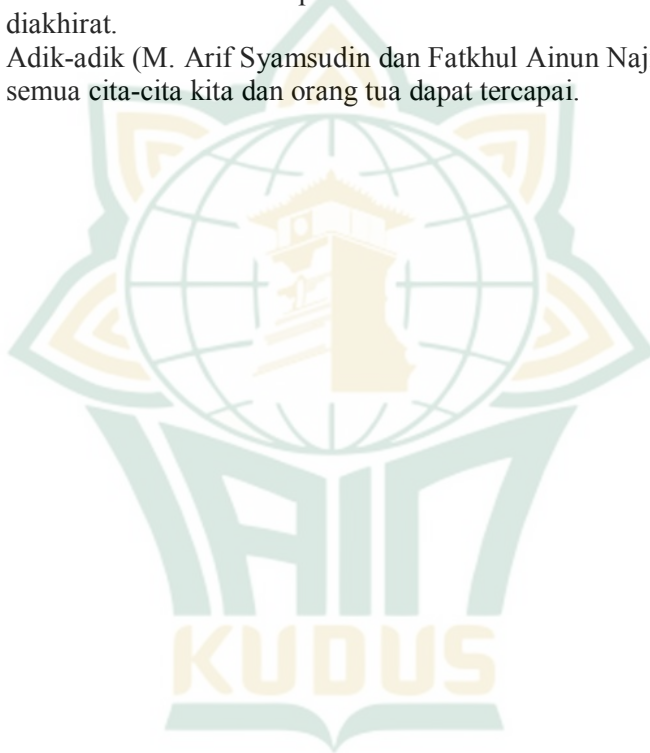 diakhirat.
Adik-adik (M. Arif Syamsudin dan Fatkhul Ainun Naj
semua cita-cita kita dan orang tua dapat tercapai.
IAIN
KUDUS